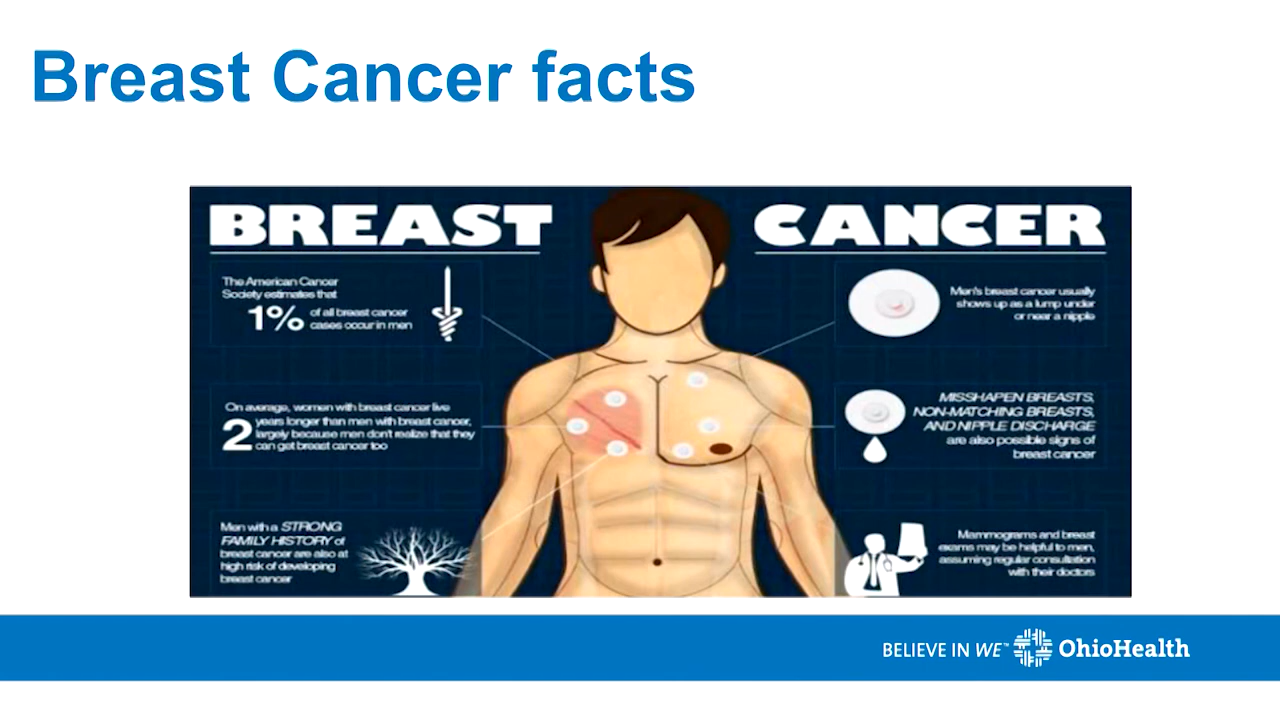 Breast Cancer facts
BREAST CANCER
The American Cancer
Society estimates that
1% of all breast cancer
cases occur in men
On average, women with breast cancer live
2 years longer than men with breast cancer,
largely because men don't realize that they
can get breast cancer too
Men with a STRONG
FAMILY HISTORY of
breast cancer are also at
high risk of developing
breast cancer
Men's breast cancer usually
shows up as a lump under
or near a nipple
MISSHAPEN BREASTS,
NON-MATCHING BREASTS,
AND NIPPLE DISCHARGE
are also possible signs of
breast cancer
Mammograms and breast
exams may be helpful to men,
assuming regular consultation
with their doctors
BELIEVE IN WE™ OhioHealth